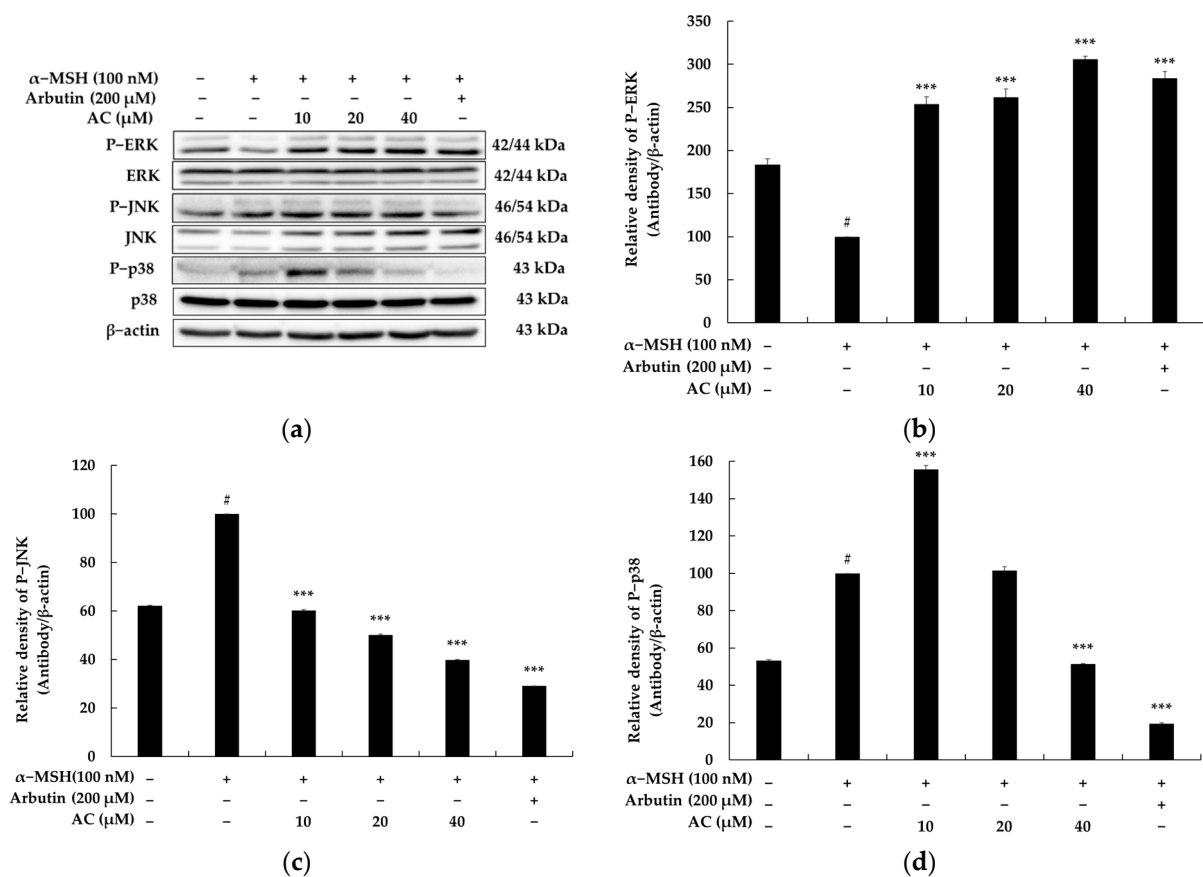 α−MSH (100 nM) − + + + + +
Arbutin (200 μM) − − − − − +
AC (μM) − − 10 20 40 −
P−ERK 42/44 kDa
ERK 42/44 kDa
P−JNK 46/54 kDa
JNK 46/54 kDa
P−p38 43 kDa
p38 43 kDa
β−actin 43 kDa
(a)
Relative density of P−ERK
(Antibody/β-actin)
350
300
250
200
150
100
50
0
# *** *** *** ***
α−MSH (100 nM) − + + + + +
Arbutin (200 μM) − − − − − +
AC (μM) − − 10 20 40 −
(b)
Relative density of P−JNK
(Antibody/β-actin)
120
100
80
60
40
20
0
# *** *** *** ***
α−MSH(100 nM) − + + + + +
Arbutin (200 μM) − − − − − +
AC (μM) − − 10 20 40 −
(c)
Relative density of P−p38
(Antibody/β-actin)
160
140
120
100
80
60
40
20
0
# *** *** ***
α−MSH (100 nM) − + + + + +
Arbutin (200 μM) − − − − − +
AC (μM) − − 10 20 40 −
(d)